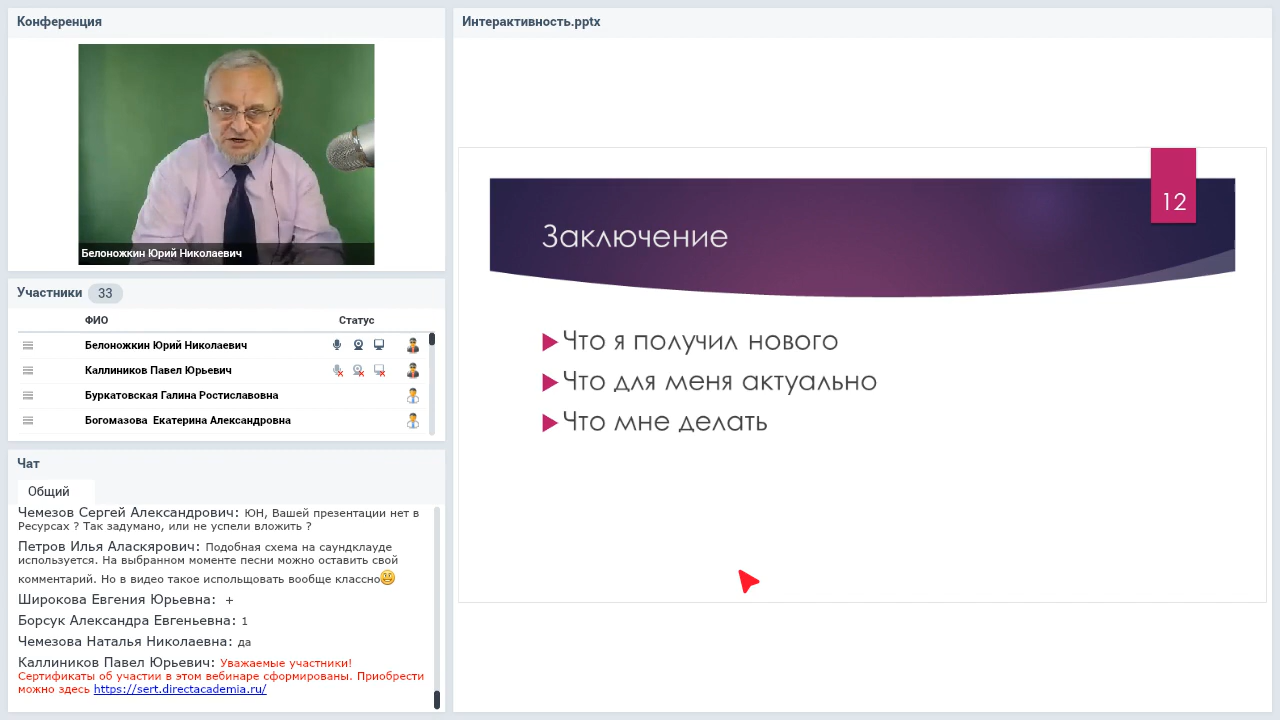 Конференция
Белоножкин Юрий Николаевич
Участники 33
ФИО Статус
Белоножкин Юрий Николаевич
Каллиников Павел Юрьевич
Буркатовская Галина Ростиславовна
Богомазова Екатерина Александровна
Чат
Общий
Чемезов Сергей Александрович: ЮН, Вашей презентации нет в
Ресурсах ? Так задумано, или не успели вложить ?
Петров Илья Аласкярович: Подобная схема на саундклауде
используется. На выбранном моменте песни можно оставить свой
комментарий. Но в видео такое испольщовать вообще классно
Широкова Евгения Юрьевна: +
Борсук Александра Евгеньевна: 1
Чемезова Наталья Николаевна: да
Каллиников Павел Юрьевич: Уважаемые участники!
Сертификаты об участии в этом вебинаре сформированы. Приобрести
можно здесь https://sert.directacademia.ru/
Интерактивность.pptx
12
Заключение
Что я получил нового
Что для меня актуально
Что мне делать